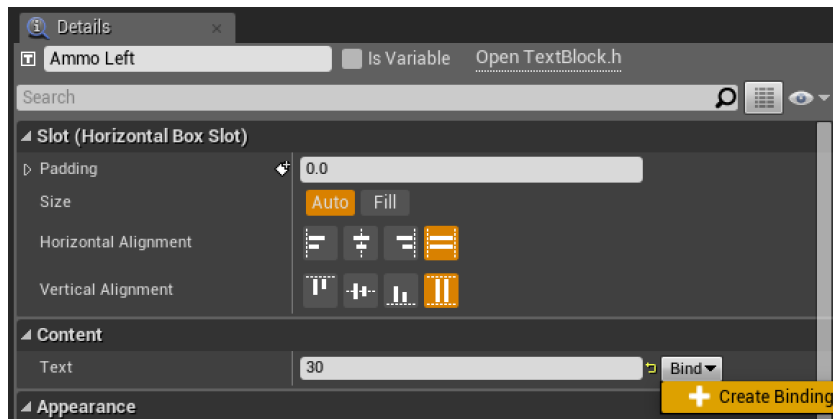 Details
Ammo Left Is Variable Open TextBlock.h
Search
Slot (Horizontal Box Slot)
Padding 0.0
Size Auto Fill
Horizontal Alignment
Vertical Alignment
Content
Text 30 Bind
Create Binding
Appearance